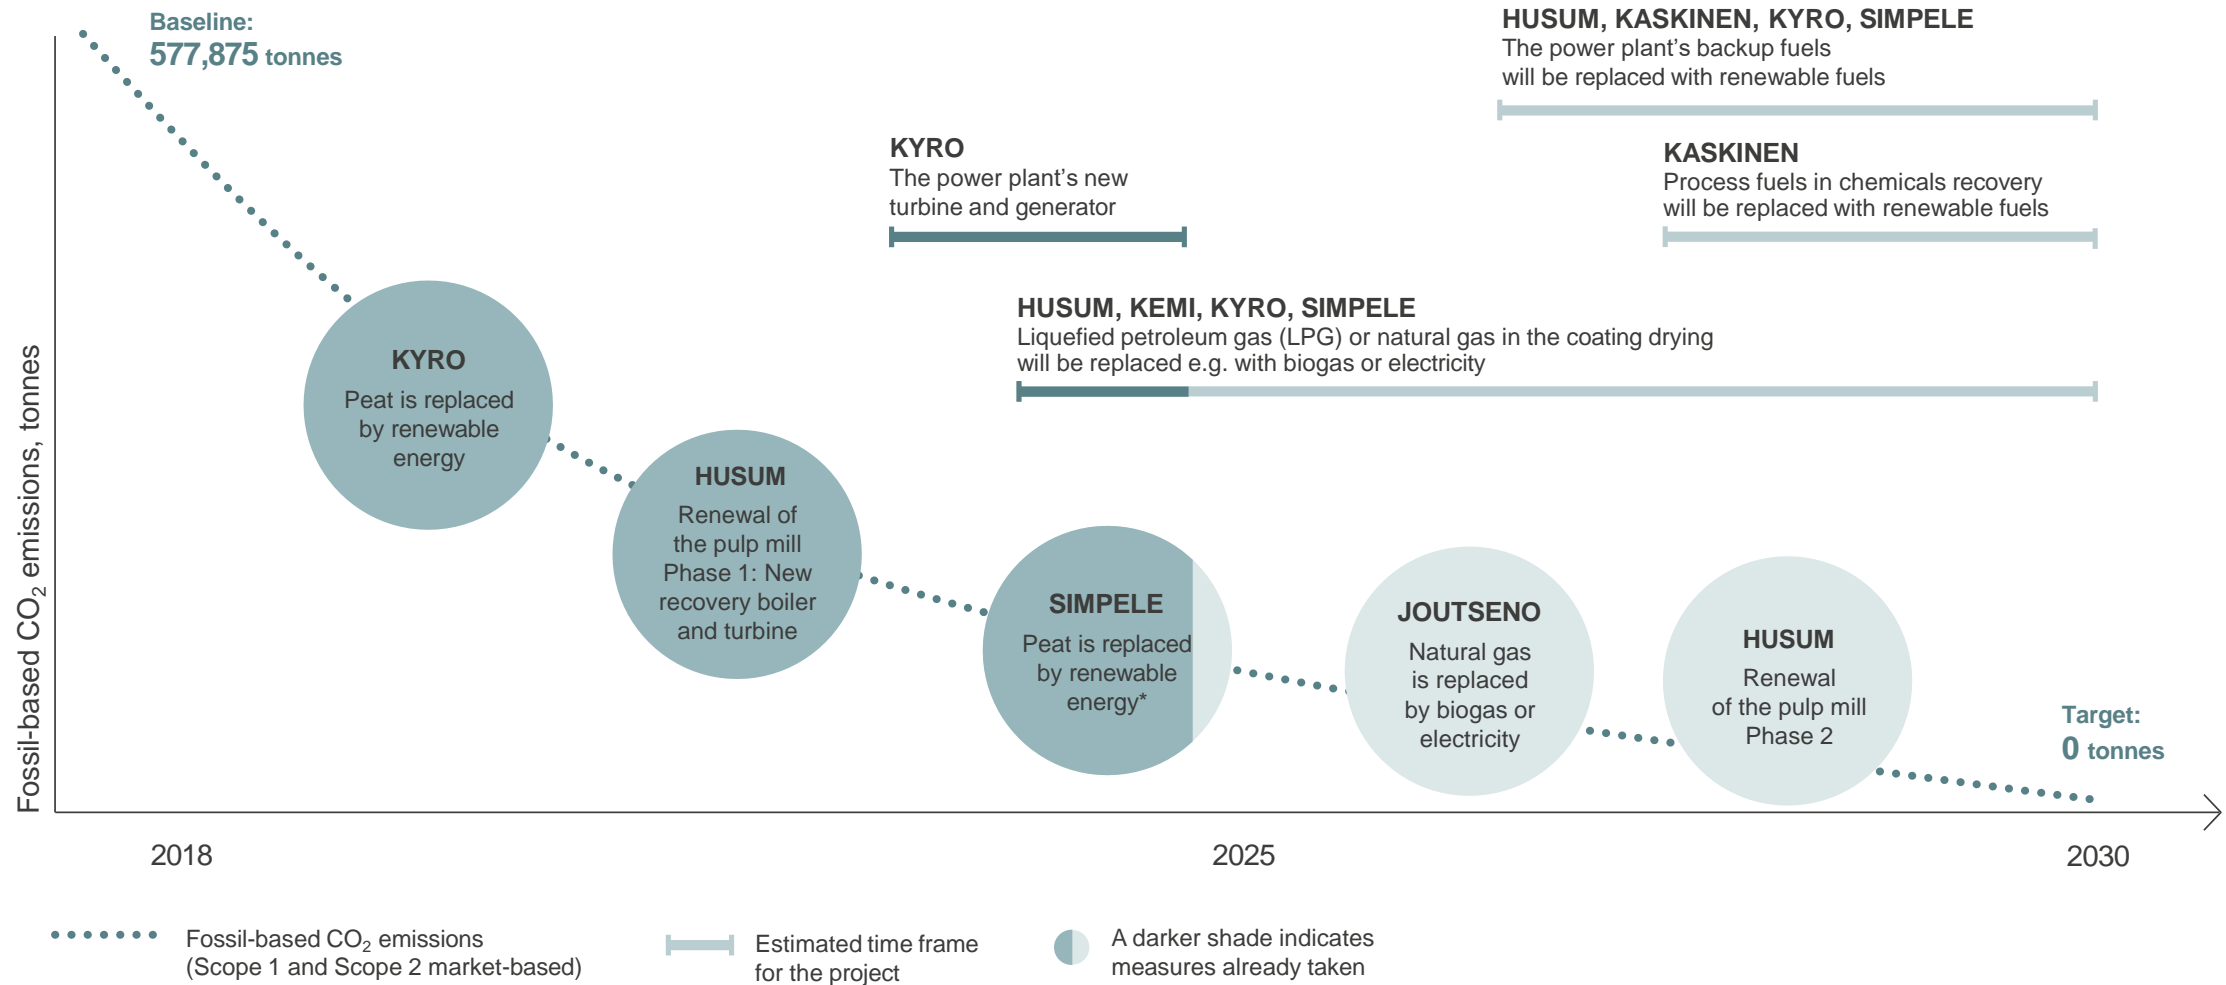 Baseline:
577,875 tonnes
HUSUM, KASKINEN, KYRO, SIMPELE
The power plant’s backup fuels
will be replaced with renewable fuels
KYRO
The power plant’s new
turbine and generator
KASKINEN
Process fuels in chemicals recovery
will be replaced with renewable fuels
HUSUM, KEMI, KYRO, SIMPELE
Liquefied petroleum gas (LPG) or natural gas in the coating drying
will be replaced e.g. with biogas or electricity
Fossil-based CO₂ emissions, tonnes
KYRO
Peat is replaced
by renewable
energy
HUSUM
Renewal of
the pulp mill
Phase 1: New
recovery boiler
and turbine
SIMPELE
Peat is replaced
by renewable
energy*
JOUTSENO
Natural gas
is replaced
by biogas or
electricity
HUSUM
Renewal
of the pulp mill
Phase 2
Target:
0 tonnes
2018
2025
2030
Fossil-based CO₂ emissions
(Scope 1 and Scope 2 market-based)
Estimated time frame
for the project
A darker shade indicates
measures already taken